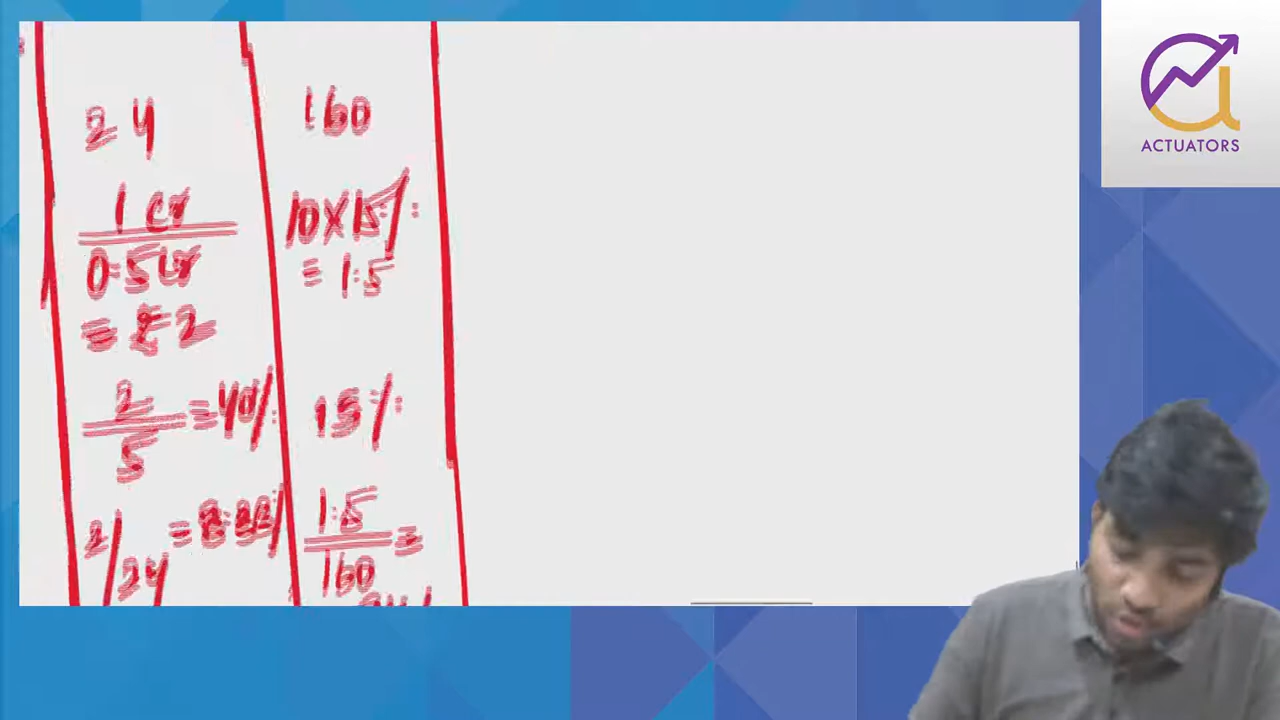 24
1 cr
0.5 cr
= 2
2
5
= 40%
2/24 = 8.33%
160
10 x 15%
= 1.5
15%
1.5
160
=
ACTUATORS